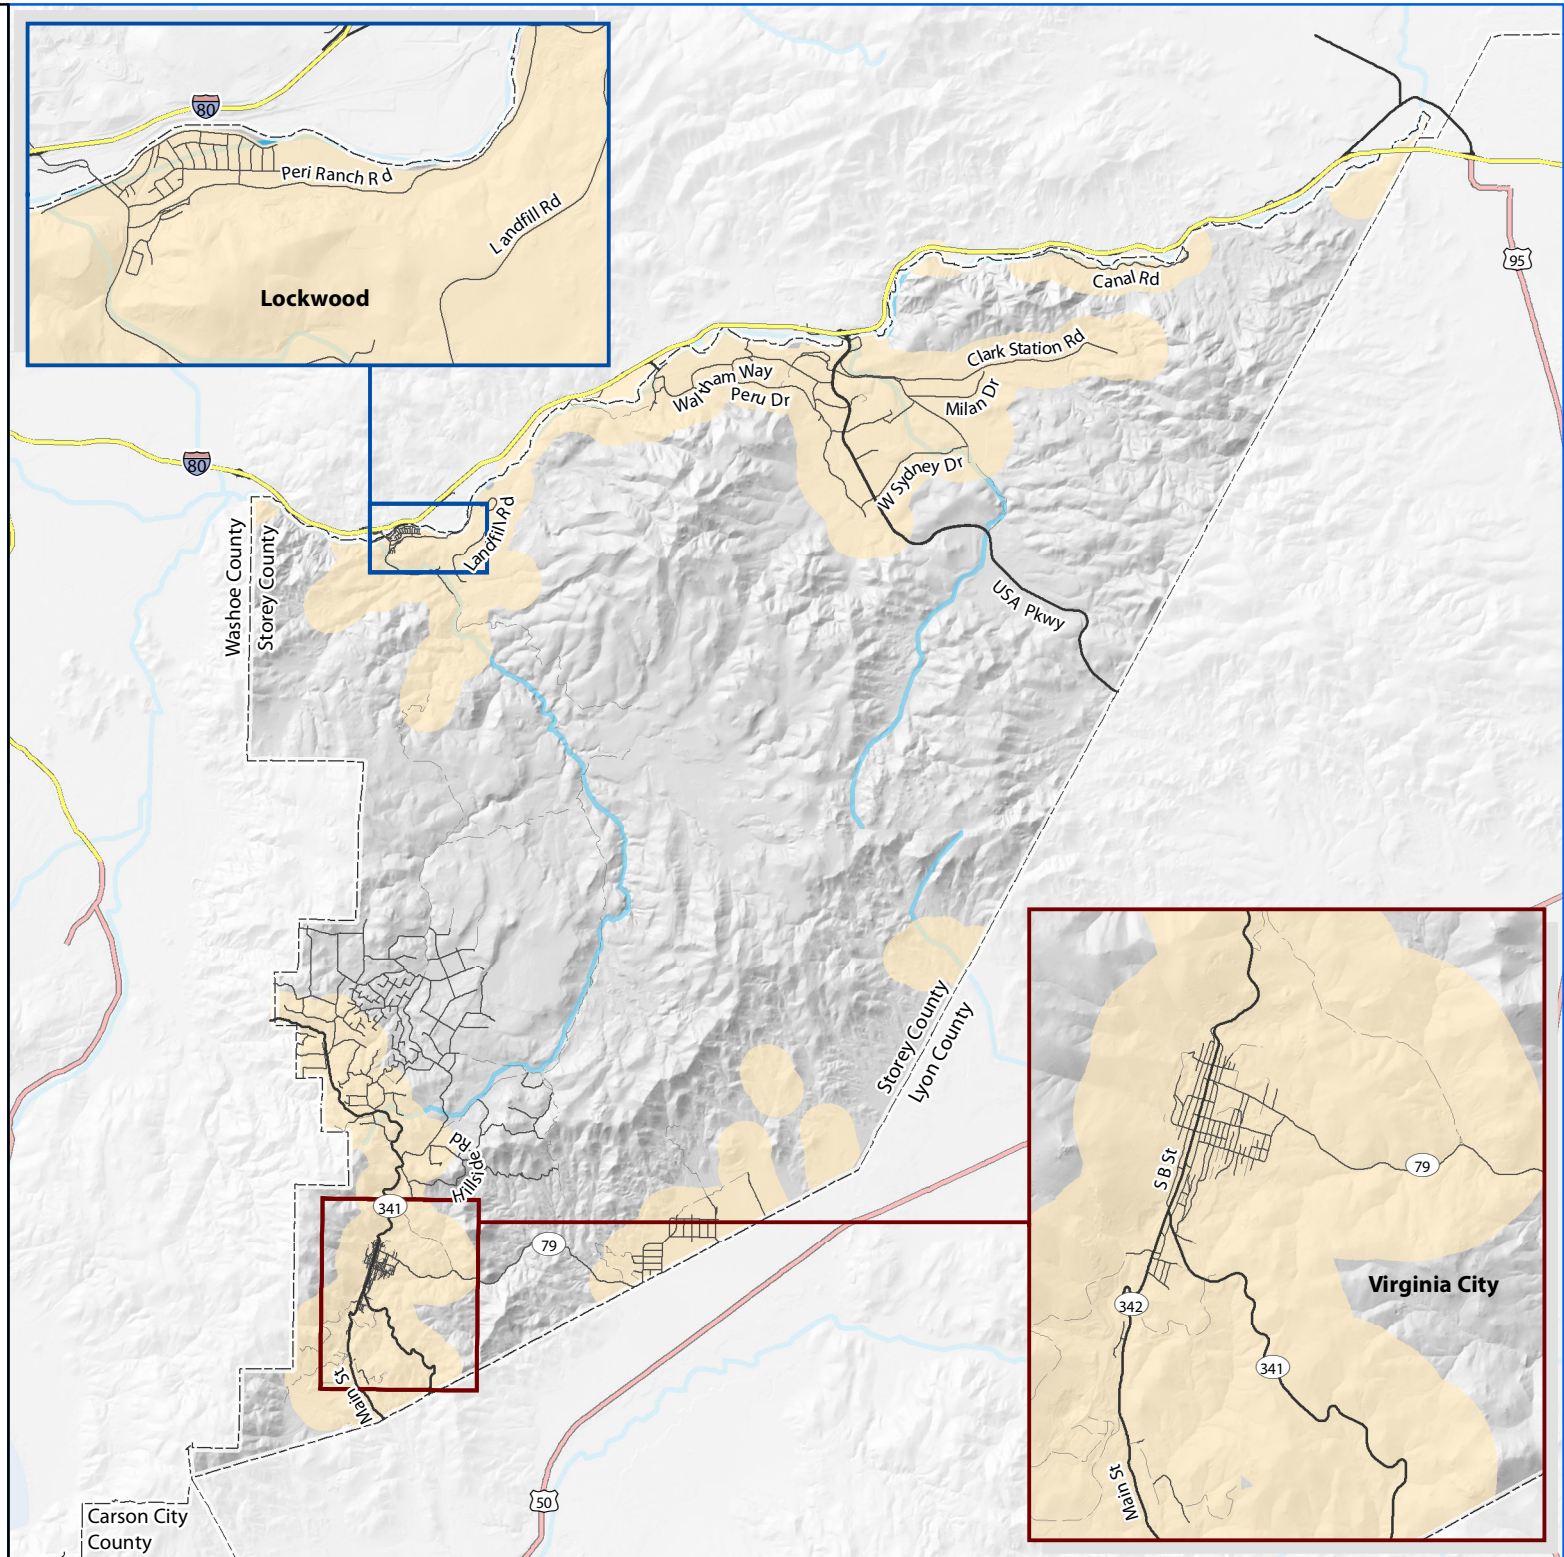 80
Peri Ranch Rd
Landfill Rd
Lockwood
95
Canal Rd
Clark Station Rd
Waltham Way
Peru Dr
Milan Dr
80
W Sydney Dr
Landfill Rd
Washoe County
Storey County
USA Pkwy
Storey County
Lyon County
Hillside Rd
341
79
Main St
S B St
79
Virginia City
342
341
Main St
50
Carson City
County